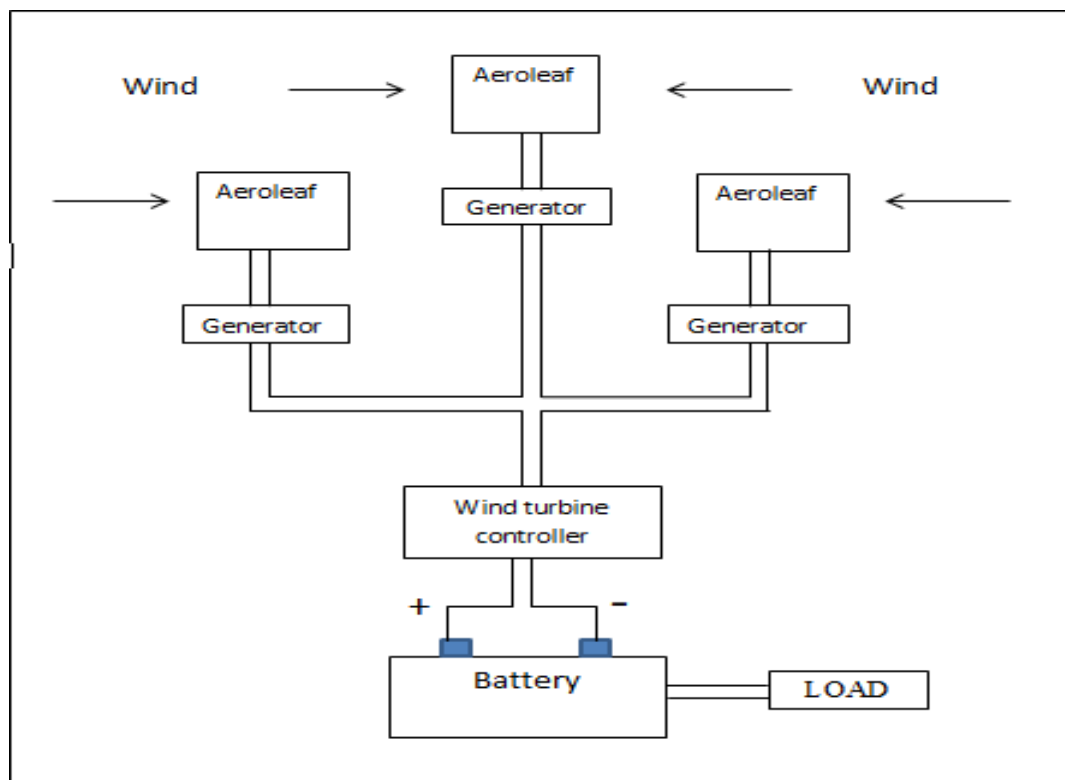 Wind
Aeroleaf
Wind
Aeroleaf
Generator
Aeroleaf
Generator
Generator
Wind turbine
controller
+
-
Battery
LOAD